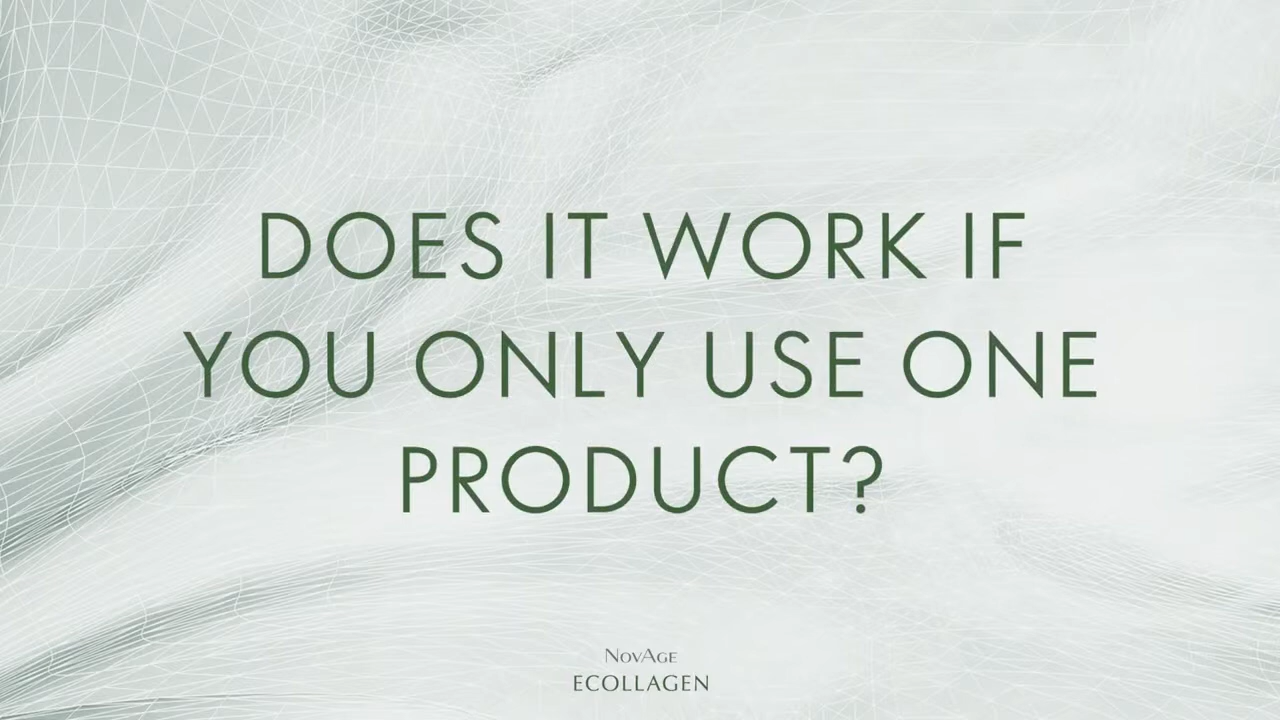 DOES IT WORK IF
YOU ONLY USE ONE
PRODUCT?
NOVAGE
ECOLLAGEN